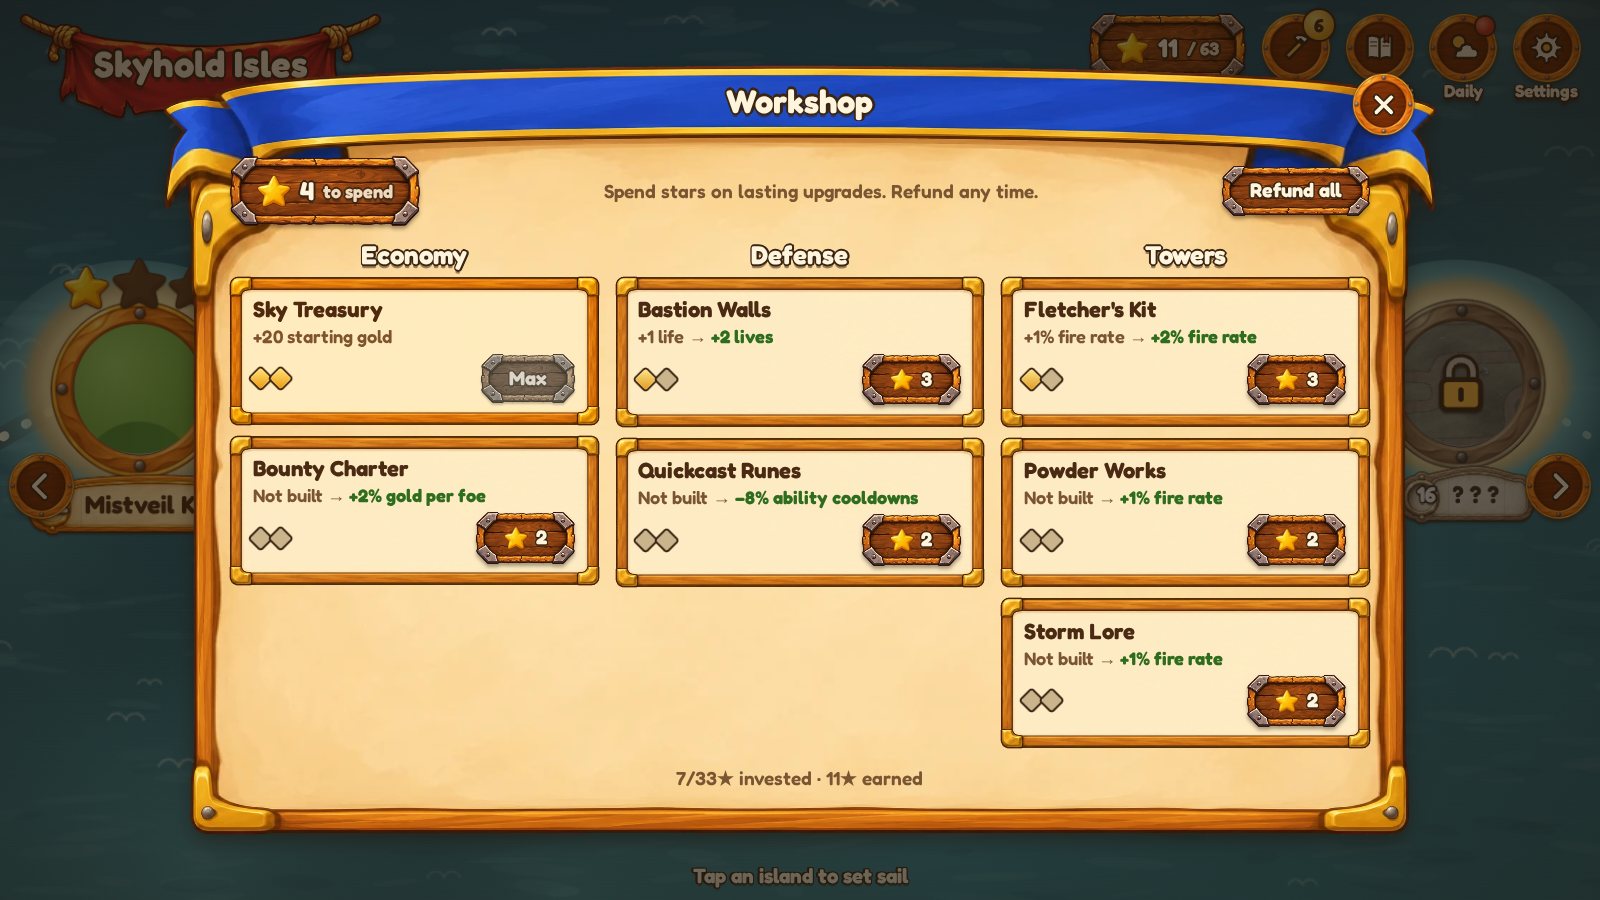 Skyhold Isles
11 / 63
6
Daily
Settings
Workshop
4 to spend
Spend stars on lasting upgrades. Refund any time.
Refund all
Economy
Sky Treasury
+20 starting gold
Max
Bounty Charter
Not built → +2% gold per foe
2
Defense
Bastion Walls
+1 life → +2 lives
3
Quickcast Runes
Not built → -8% ability cooldowns
2
Towers
Fletcher's Kit
+1% fire rate → +2% fire rate
3
Powder Works
Not built → +1% fire rate
2
Storm Lore
Not built → +1% fire rate
2
7/33★ invested · 11★ earned
Mistveil K
16 ???
Tap an island to set sail